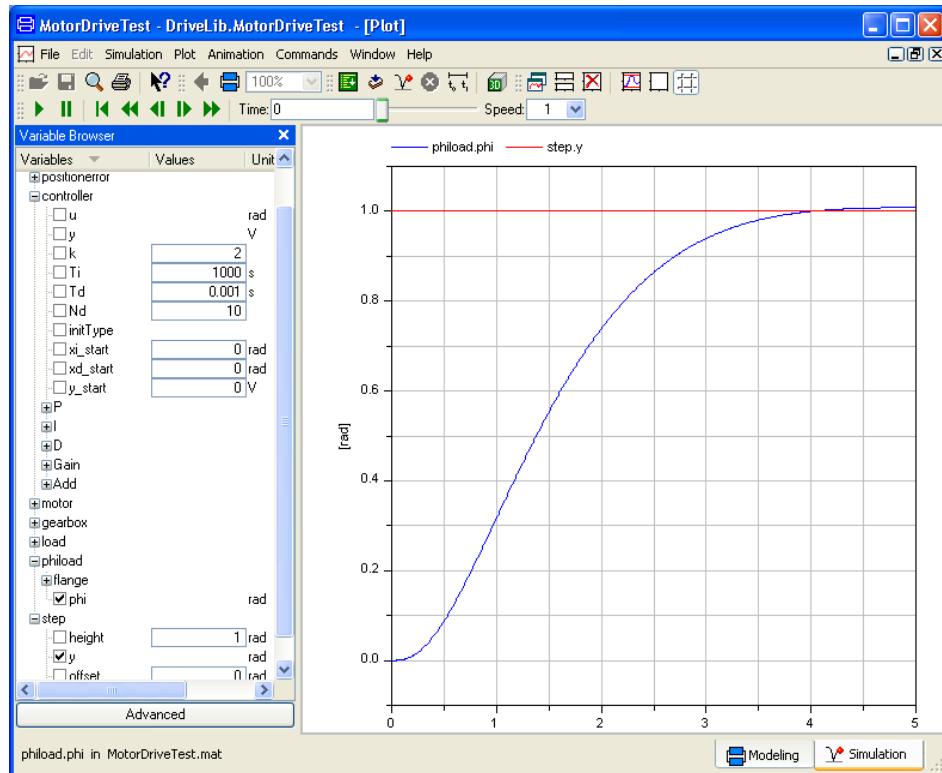 MotorDriveTest - DriveLib.MotorDriveTest - [Plot]
File Edit Simulation Plot Animation Commands Window Help
100%
3D
Time: 0 Speed: 1
Variable Browser
Variables Values Unit
positionerror
controller
u rad
y V
k 2
Ti 1000 s
Td 0.001 s
Nd 10
initType
xi_start 0 rad
xd_start 0 rad
y_start 0 V
P
I
D
Gain
Add
motor
gearbox
load
phiload
flange
phi rad
step
height 1 rad
y rad
offset 0 rad
Advanced
phiload.phi step.y
1.0
0.8
0.6
0.4
0.2
0.0
[rad]
0 1 2 3 4 5
phiload.phi in MotorDriveTest.mat
Modeling Simulation